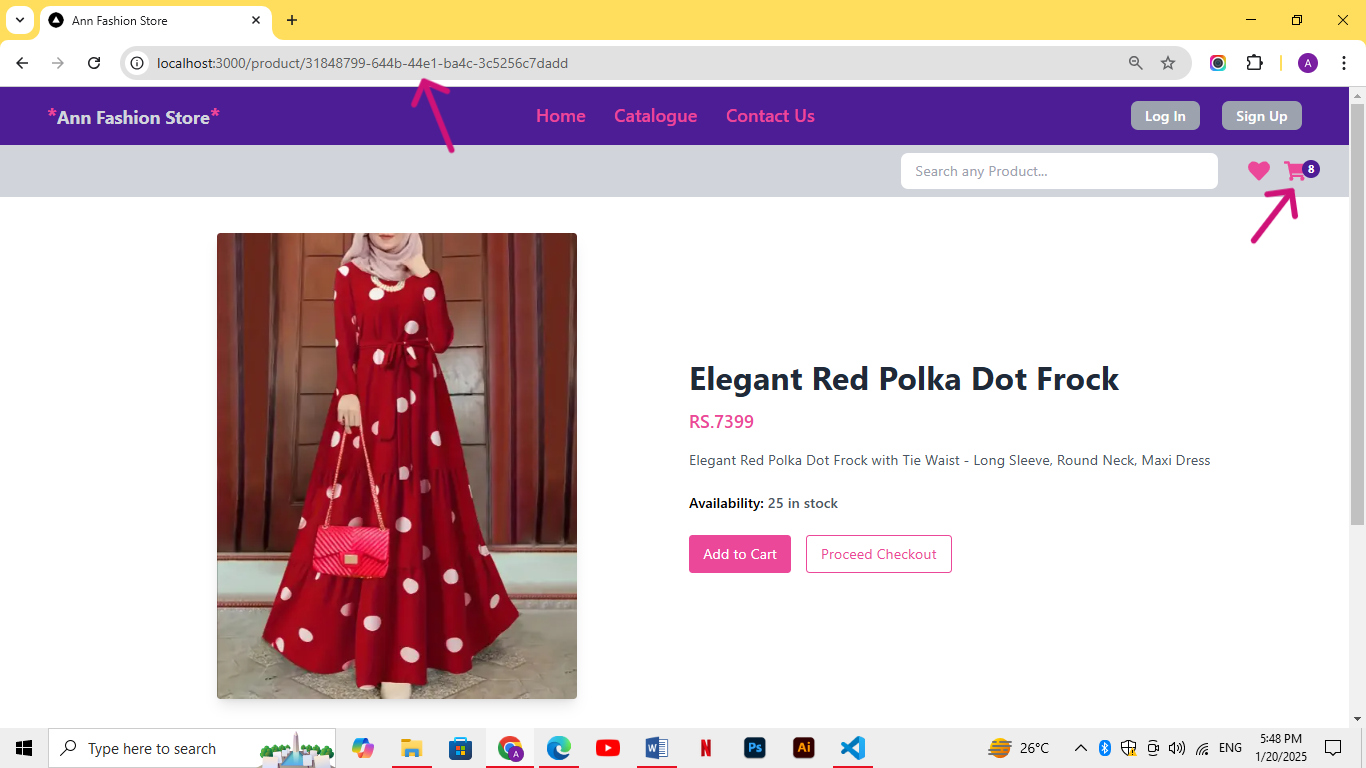 Ann Fashion Store
localhost:3000/product/31848799-644b-44e1-ba4c-3c5256c7dadd
A
*Ann Fashion Store*
Home Catalogue Contact Us
Log In Sign Up
Search any Product...
8
Elegant Red Polka Dot Frock
RS.7399
Elegant Red Polka Dot Frock with Tie Waist - Long Sleeve, Round Neck, Maxi Dress
Availability: 25 in stock
Add to Cart Proceed Checkout
Type here to search
A
W
N
Ps
Ai
26°C
ENG
5:48 PM
1/20/2025